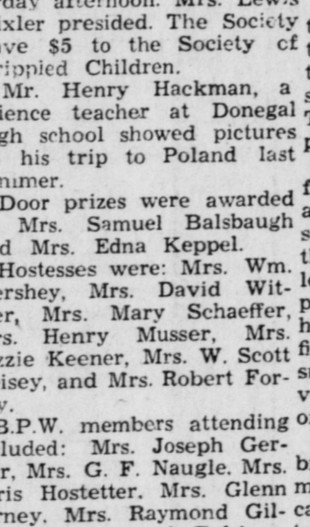 afternoon. Mrs. Lewis
ixler presided. The Society
ave $5 to the Society of
rippied Children.
Mr. Henry Hackman, a
ience teacher at Donegal
gh school showed pictures
his trip to Poland last
mmer.
Door prizes were awarded
Mrs. Samuel Balsbaugh
d Mrs. Edna Keppel.
Hostesses were: Mrs. Wm.
ershey, Mrs. David Wit-
er, Mrs. Mary Schaeffer,
rs. Henry Musser, Mrs.
zzie Keener, Mrs. W. Scott
eisey, and Mrs. Robert For-
y.
B.P.W. members attending
cluded: Mrs. Joseph Ger-
r, Mrs. G. F. Naugle. Mrs.
ris Hostetter. Mrs. Glenn
rney. Mrs. Raymond Gil-